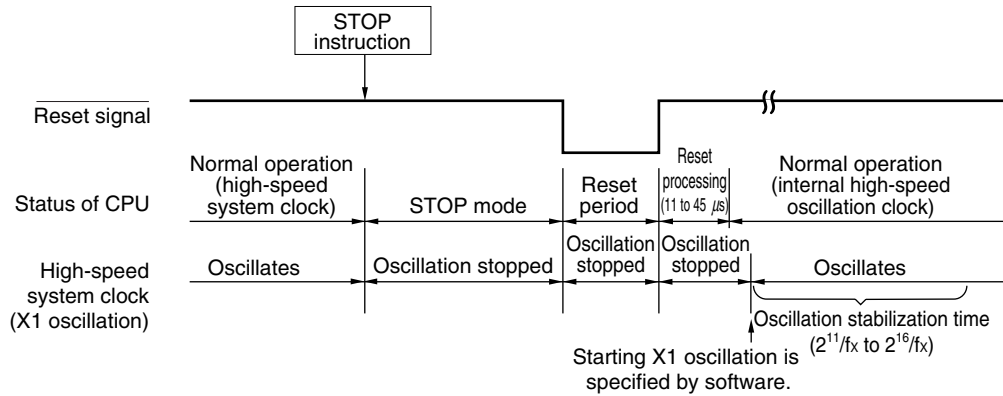 STOP
instruction
Reset signal
Status of CPU
Normal operation
(high-speed
system clock)
STOP mode
Reset
period
Reset
processing
(11 to 45 μs)
Normal operation
(internal high-speed
oscillation clock)
High-speed
system clock
(X1 oscillation)
Oscillates
Oscillation stopped
Oscillation
stopped
Oscillation
stopped
Oscillates
Oscillation stabilization time
(2¹¹/fx to 2¹⁶/fx)
Starting X1 oscillation is
specified by software.